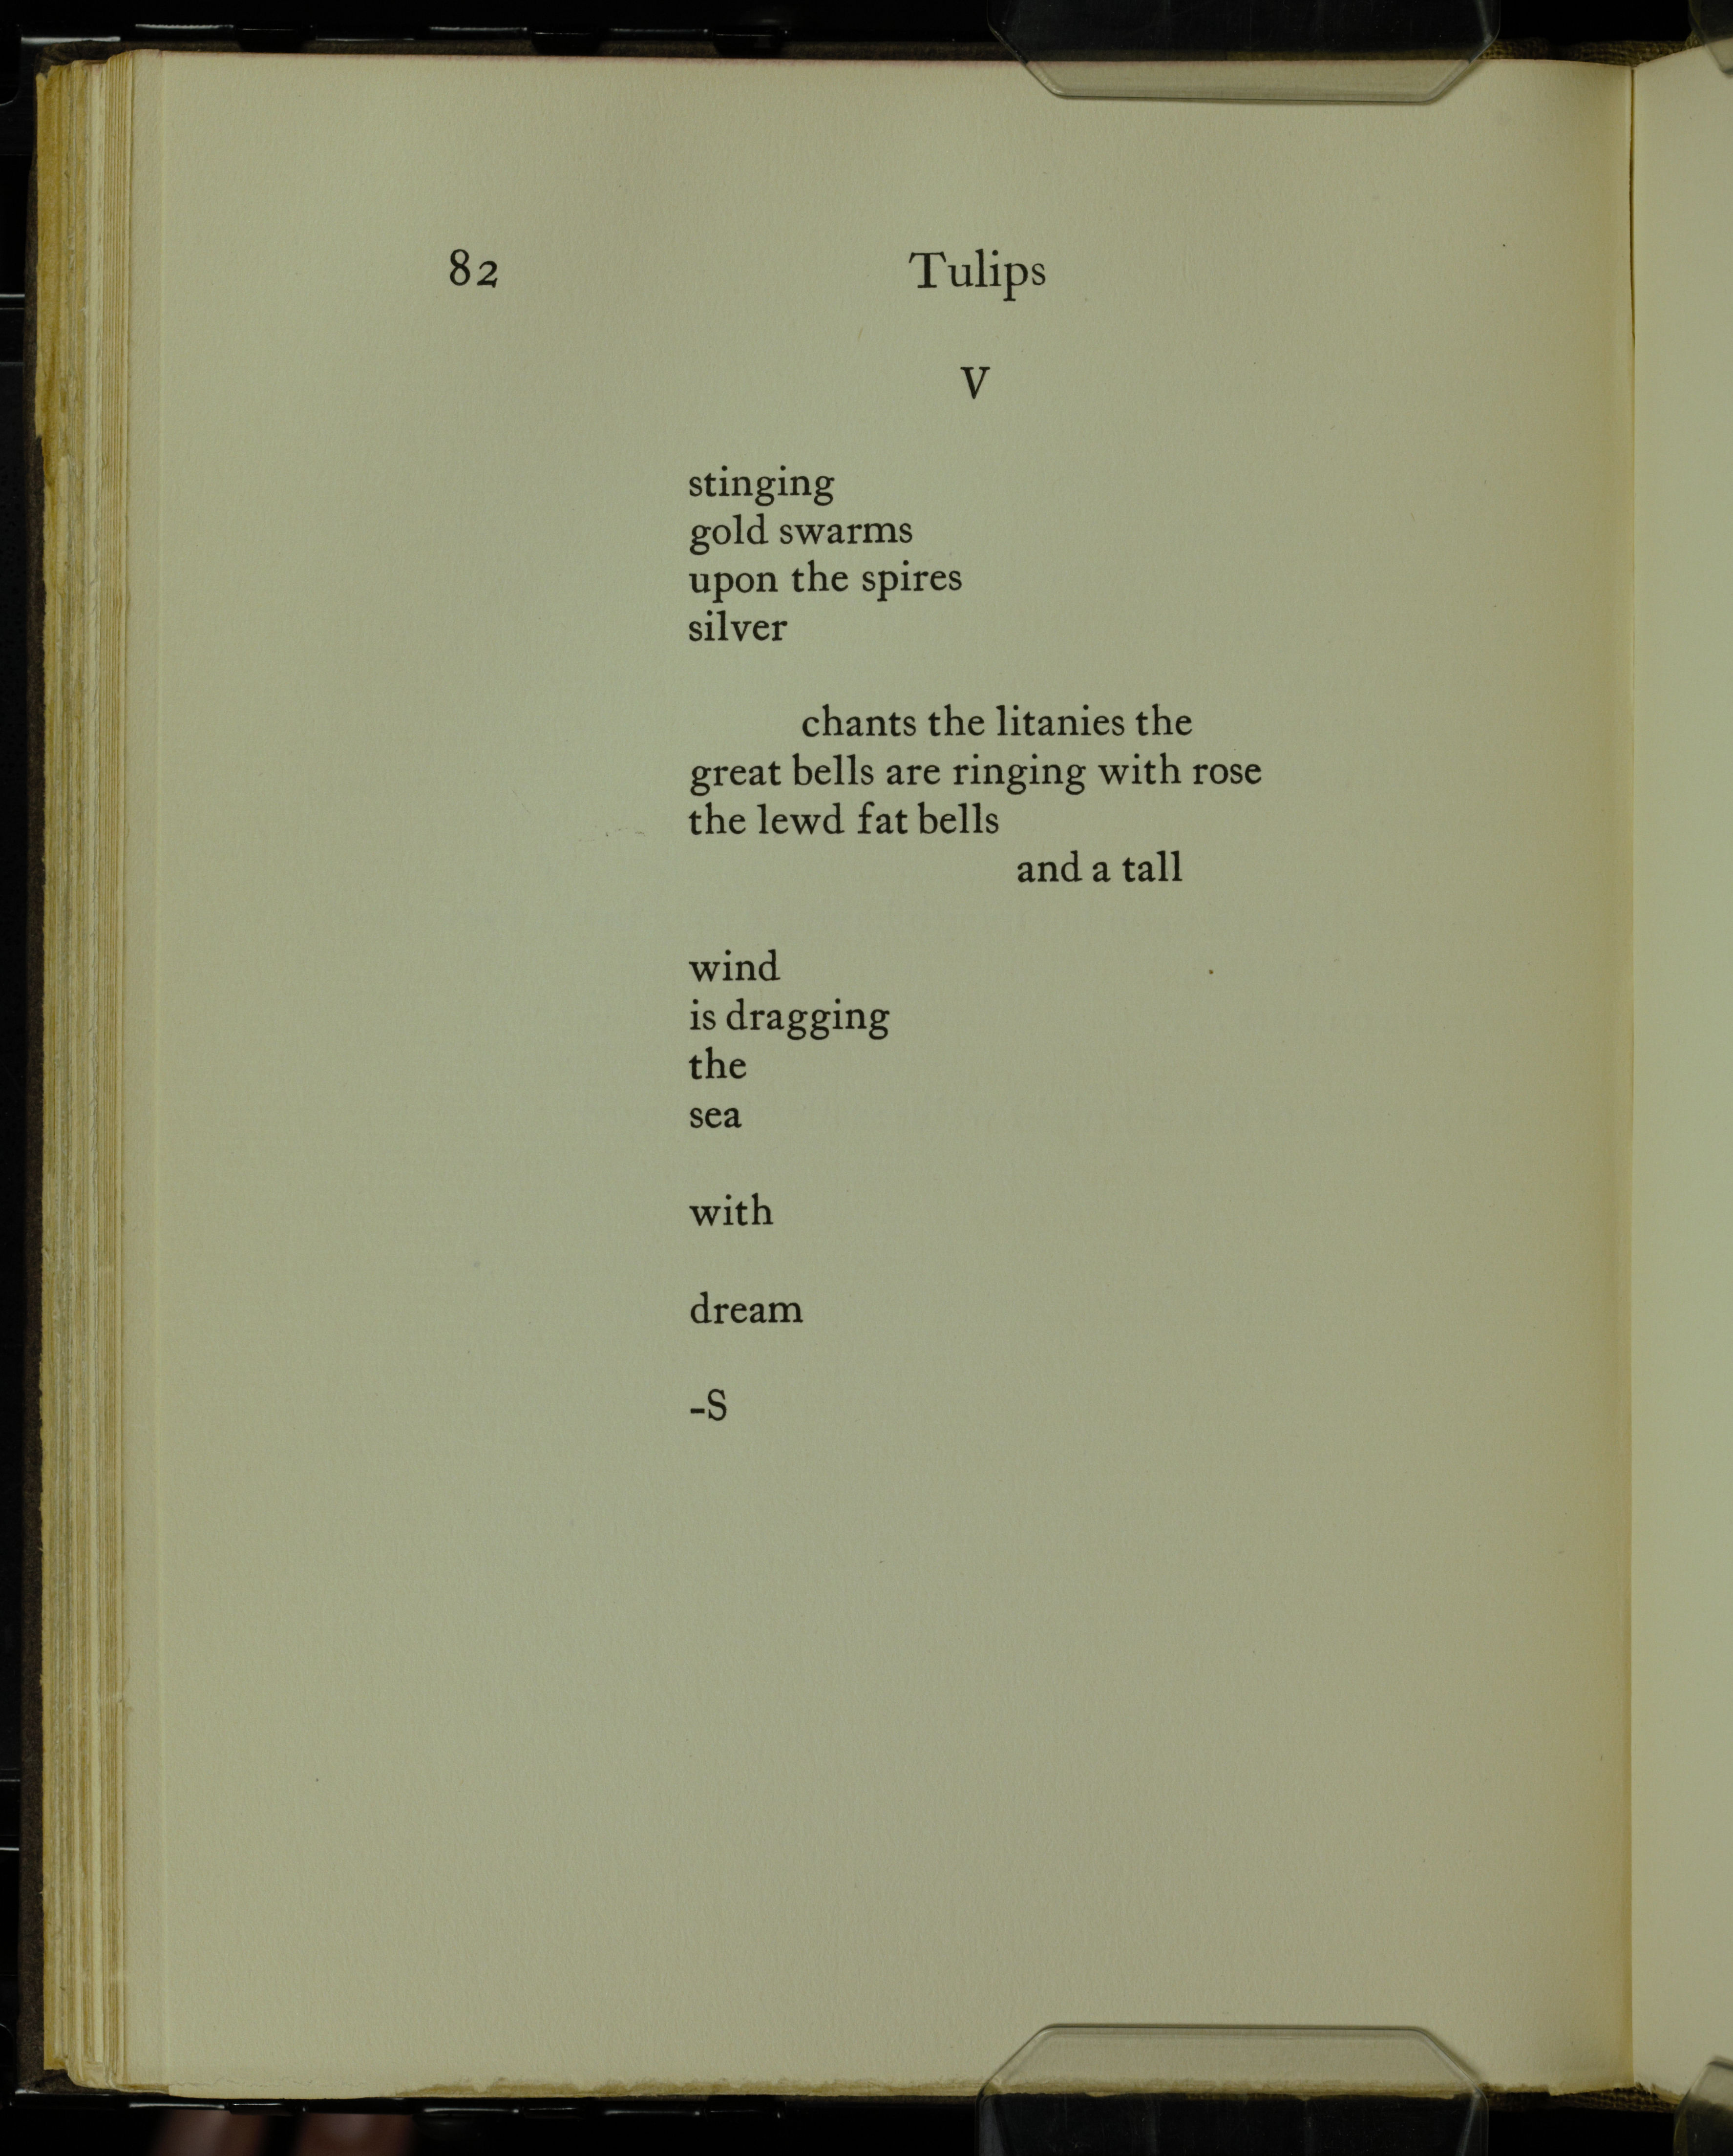 82 Tulips
V
stinging
gold swarms
upon the spires
silver
chants the litanies the
great bells are ringing with rose
the lewd fat bells
and a tall
wind
is dragging
the
sea
with
dream
-S